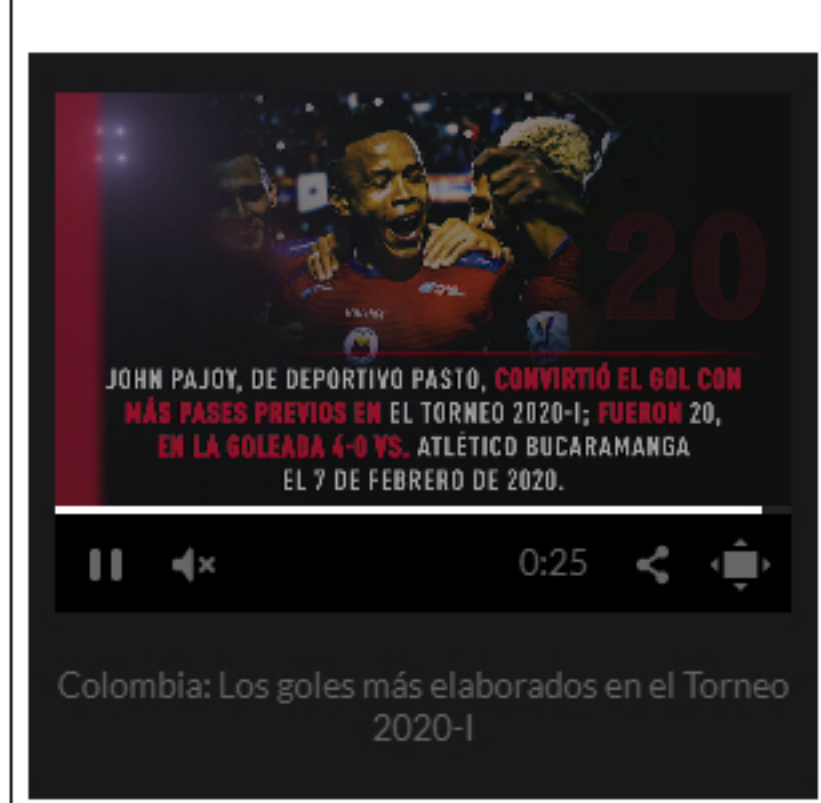 20
JOHN PAJOY, DE DEPORTIVO PASTO, CONVIRTIÓ EL GOL CON
MÁS PASES PREVIOS EN EL TORNEO 2020-I; FUERON 20,
EN LA GOLEADA 4-0 VS. ATLÉTICO BUCARAMANGA
EL 7 DE FEBRERO DE 2020.
0:25
Colombia: Los goles más elaborados en el Torneo
2020-I